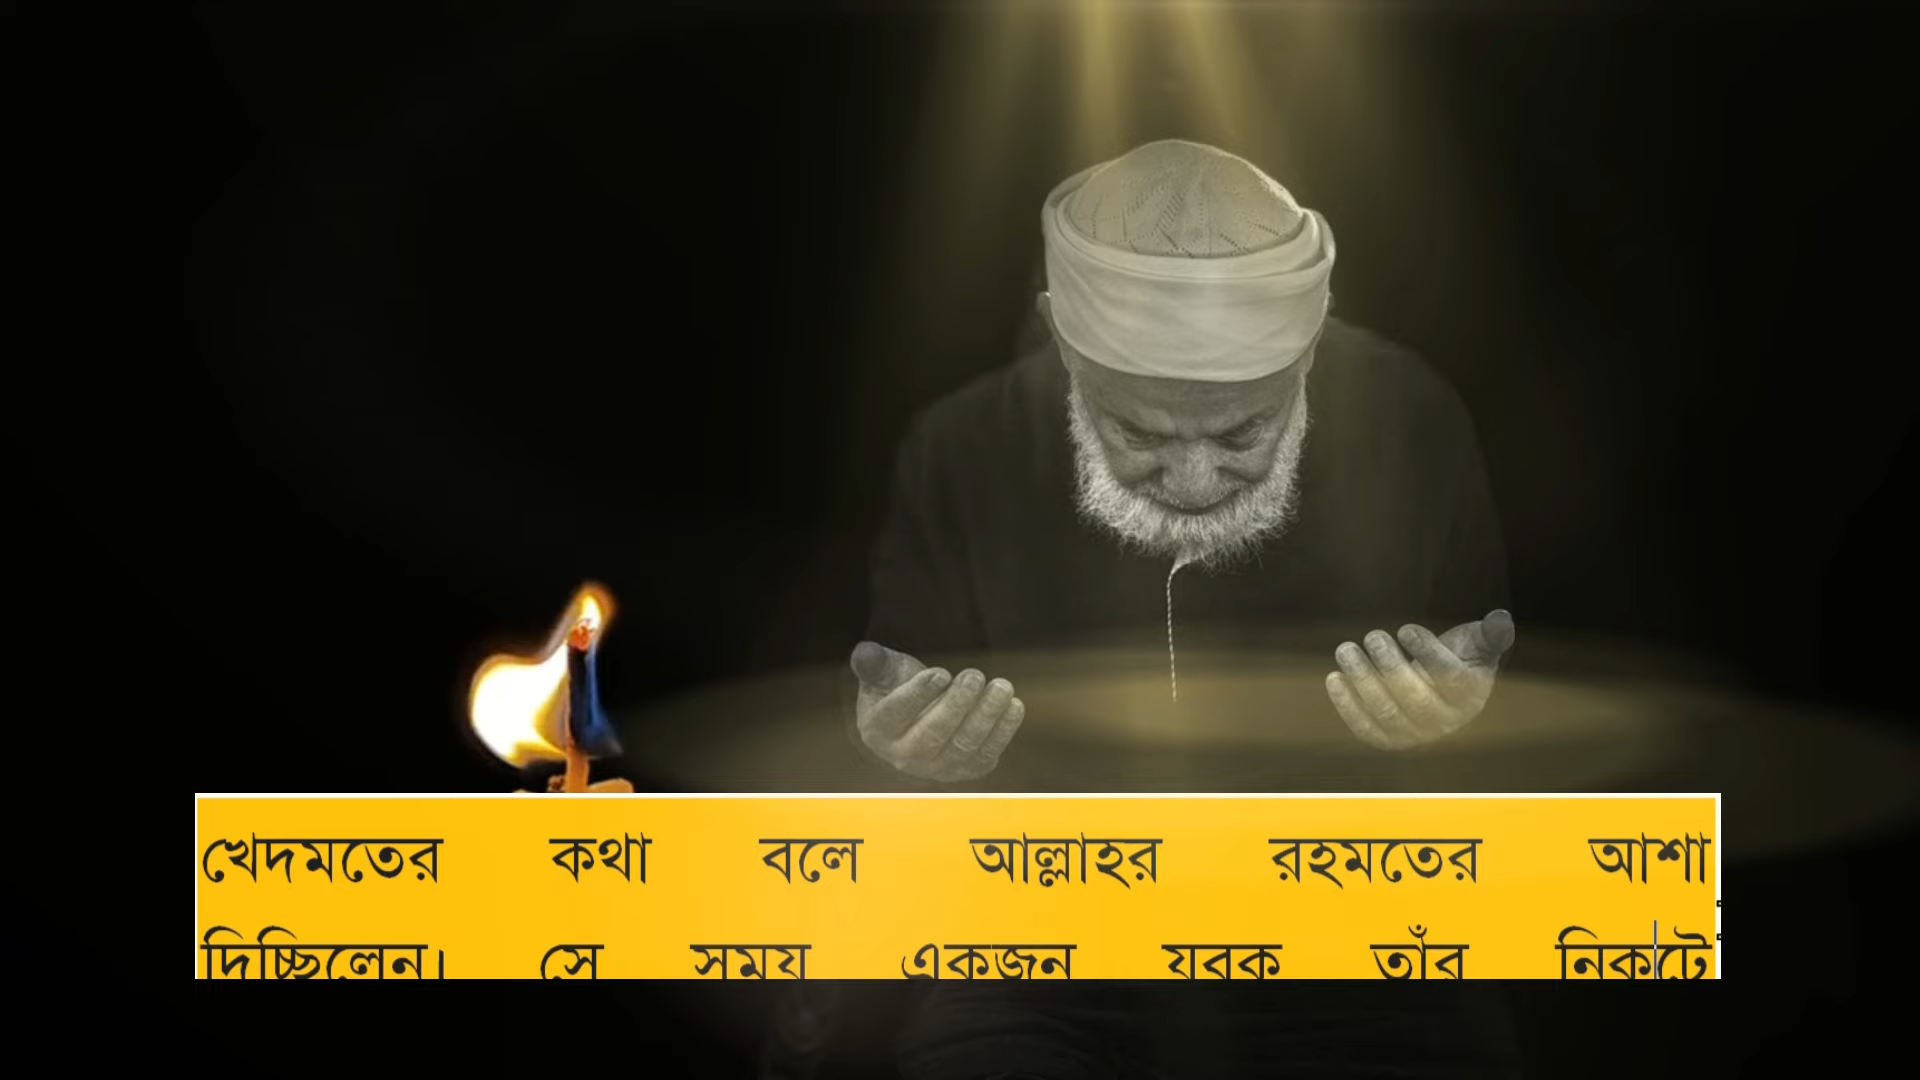 খেদমতের কথা বলে আল্লাহর রহমতের আশা
দিচ্ছিলেন। সে সময় একজন যুবক তাঁর নিকটে